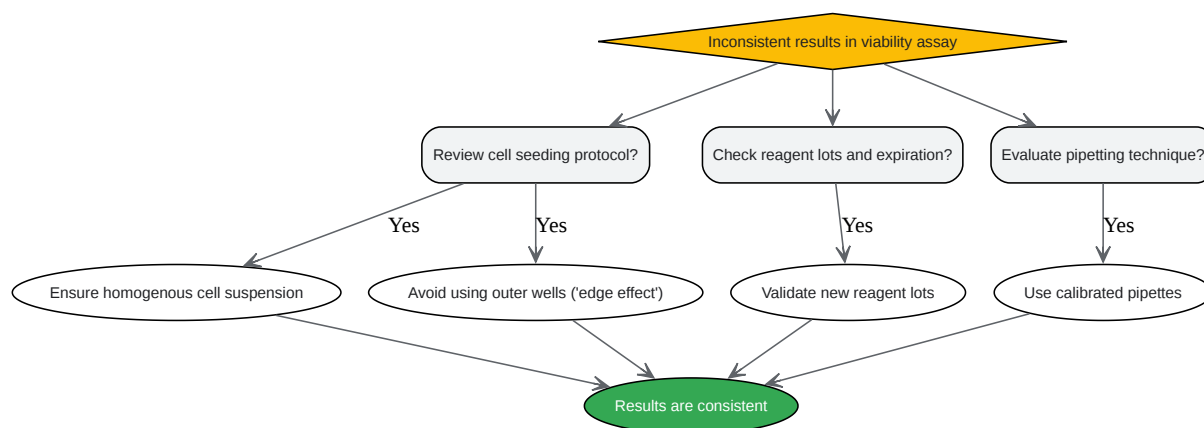 Inconsistent results in viability assay
Review cell seeding protocol?
Check reagent lots and expiration?
Evaluate pipetting technique?
Yes
Yes
Yes
Yes
Ensure homogenous cell suspension
Avoid using outer wells ('edge effect')
Validate new reagent lots
Use calibrated pipettes
Results are consistent